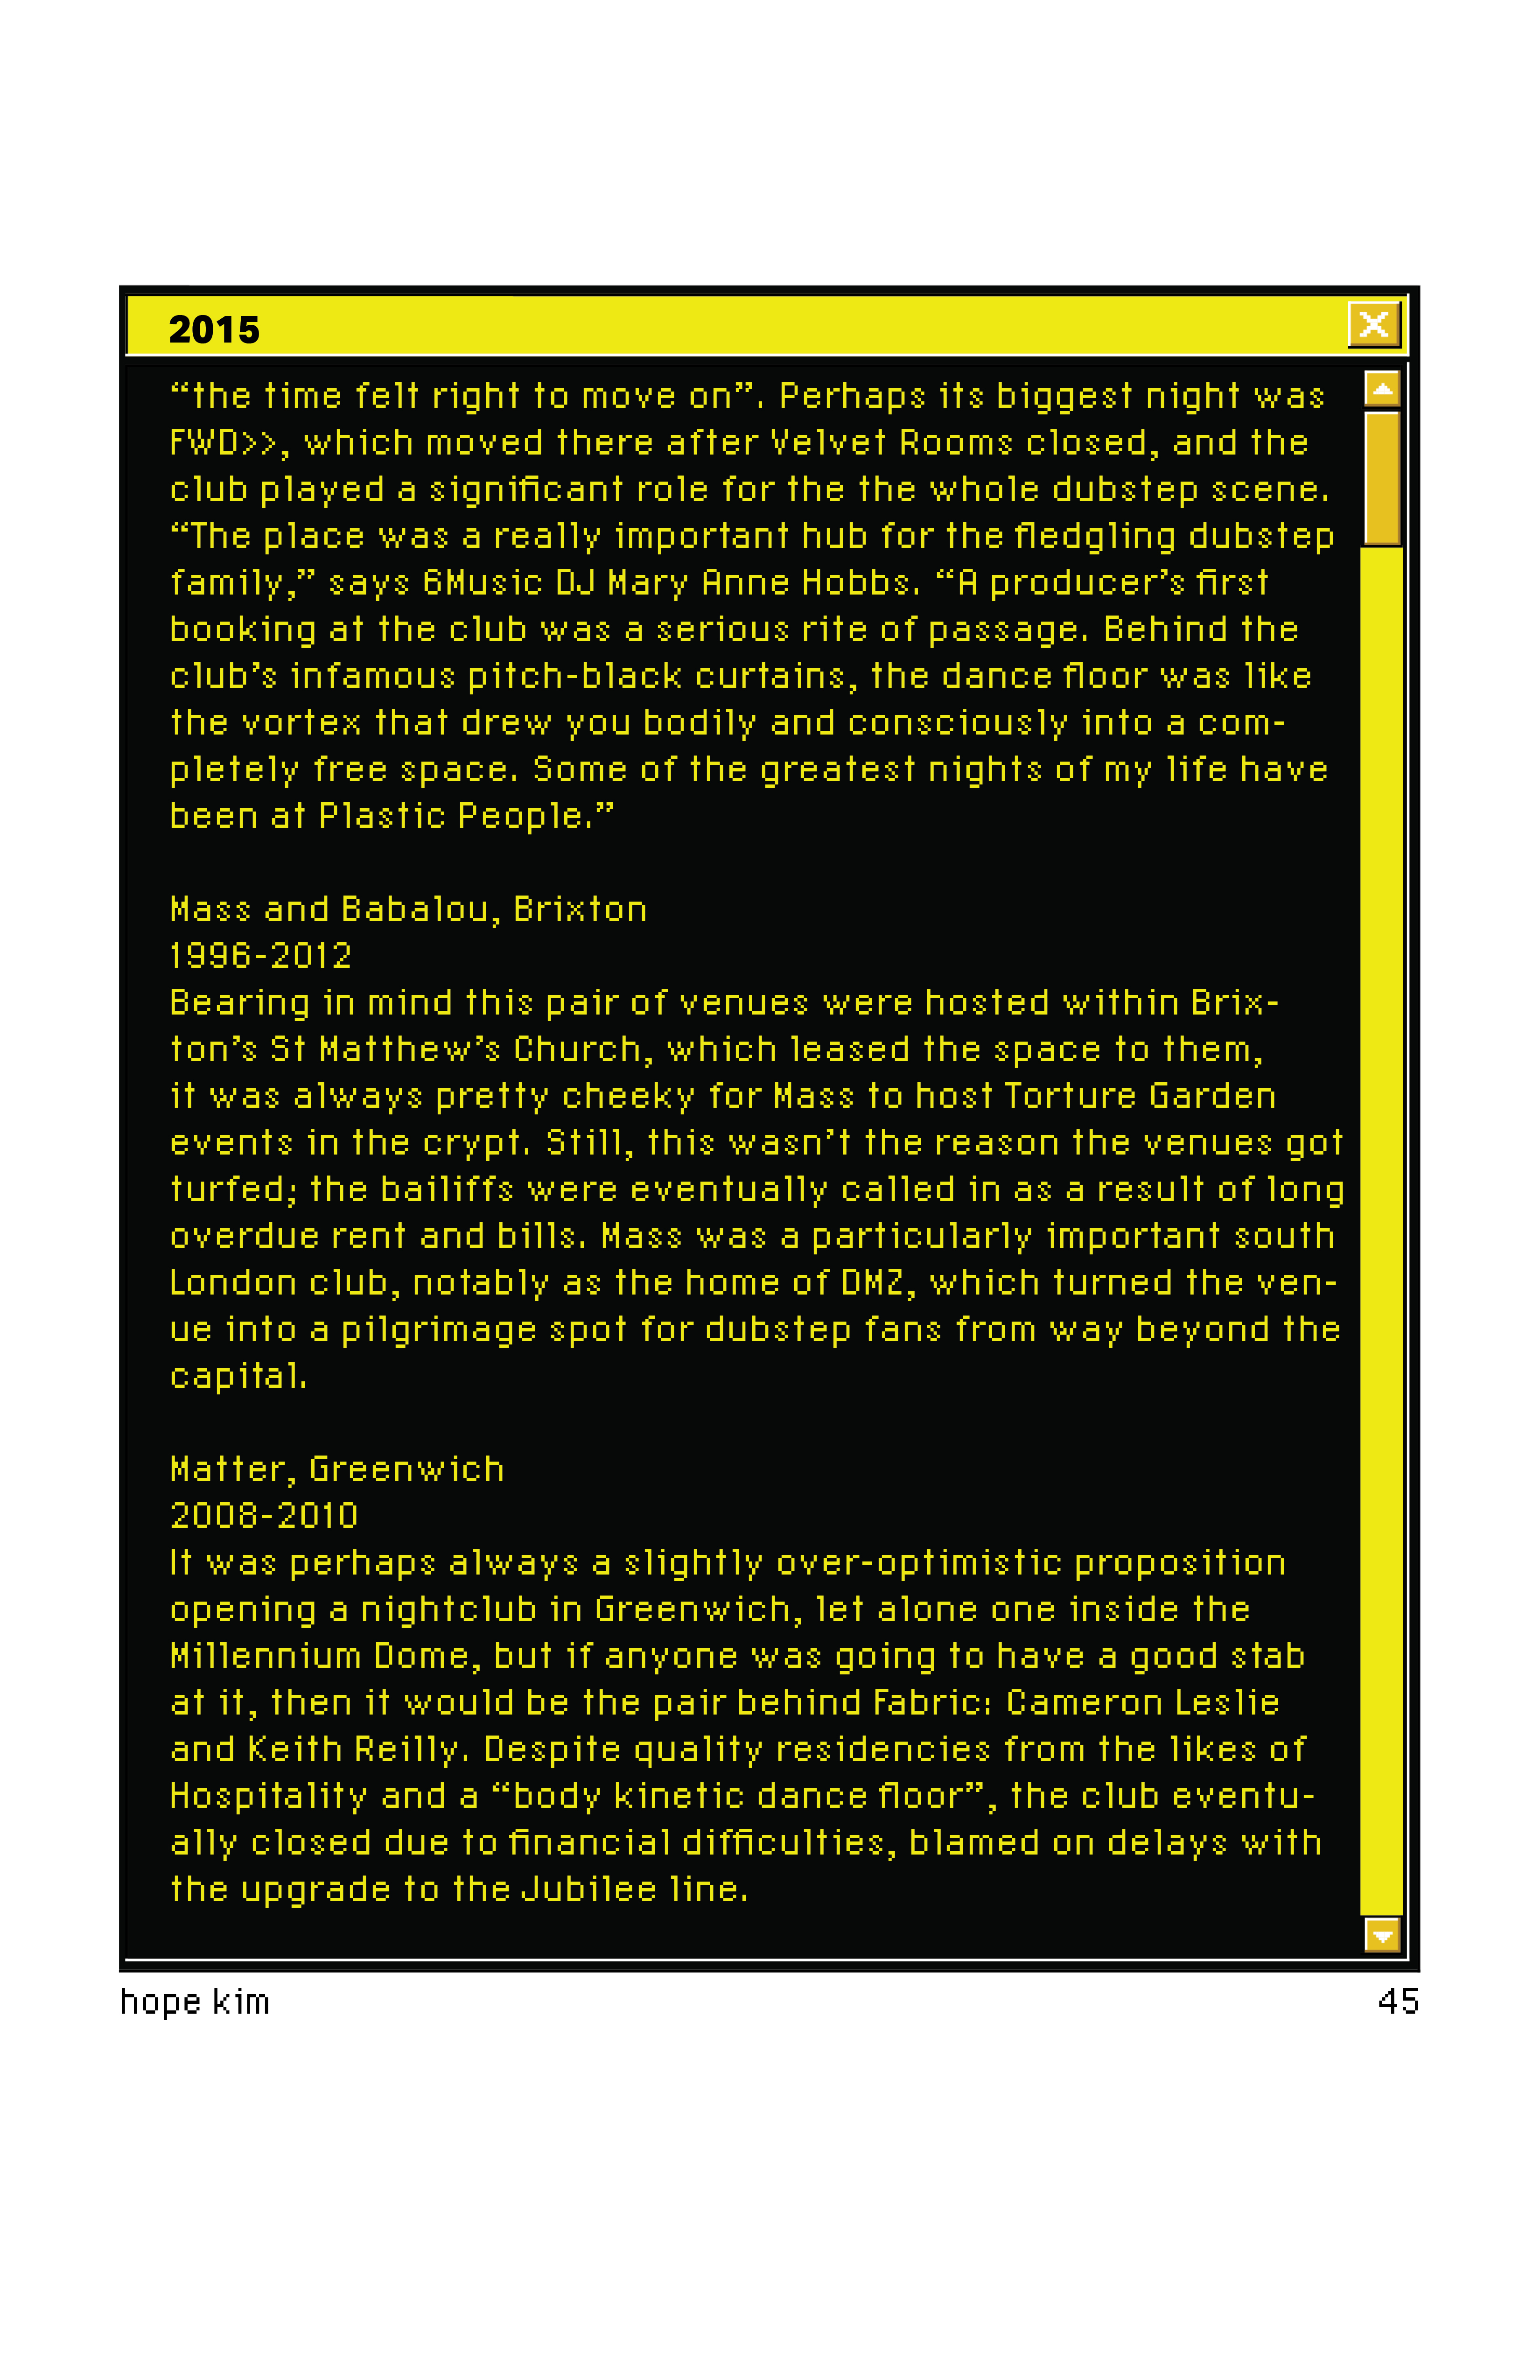 2015
“the time felt right to move on”. Perhaps its biggest night was
FWD>>, which moved there after Velvet Rooms closed, and the
club played a significant role for the the whole dubstep scene.
“The place was a really important hub for the fledgling dubstep
family,” says 6Music DJ Mary Anne Hobbs. “A producer’s first
booking at the club was a serious rite of passage. Behind the
club’s infamous pitch-black curtains, the dance floor was like
the vortex that drew you bodily and consciously into a com-
pletely free space. Some of the greatest nights of my life have
been at Plastic People.”
Mass and Babalou, Brixton
1996-2012
Bearing in mind this pair of venues were hosted within Brix-
ton’s St Matthew’s Church, which leased the space to them,
it was always pretty cheeky for Mass to host Torture Garden
events in the crypt. Still, this wasn’t the reason the venues got
turfed; the bailiffs were eventually called in as a result of long
overdue rent and bills. Mass was a particularly important south
London club, notably as the home of DMZ, which turned the ven-
ue into a pilgrimage spot for dubstep fans from way beyond the
capital.
Matter, Greenwich
2008-2010
It was perhaps always a slightly over-optimistic proposition
opening a nightclub in Greenwich, let alone one inside the
Millennium Dome, but if anyone was going to have a good stab
at it, then it would be the pair behind Fabric: Cameron Leslie
and Keith Reilly. Despite quality residencies from the likes of
Hospitality and a “body kinetic dance floor”, the club eventu-
ally closed due to financial difficulties, blamed on delays with
the upgrade to the Jubilee line.
hope kim
45